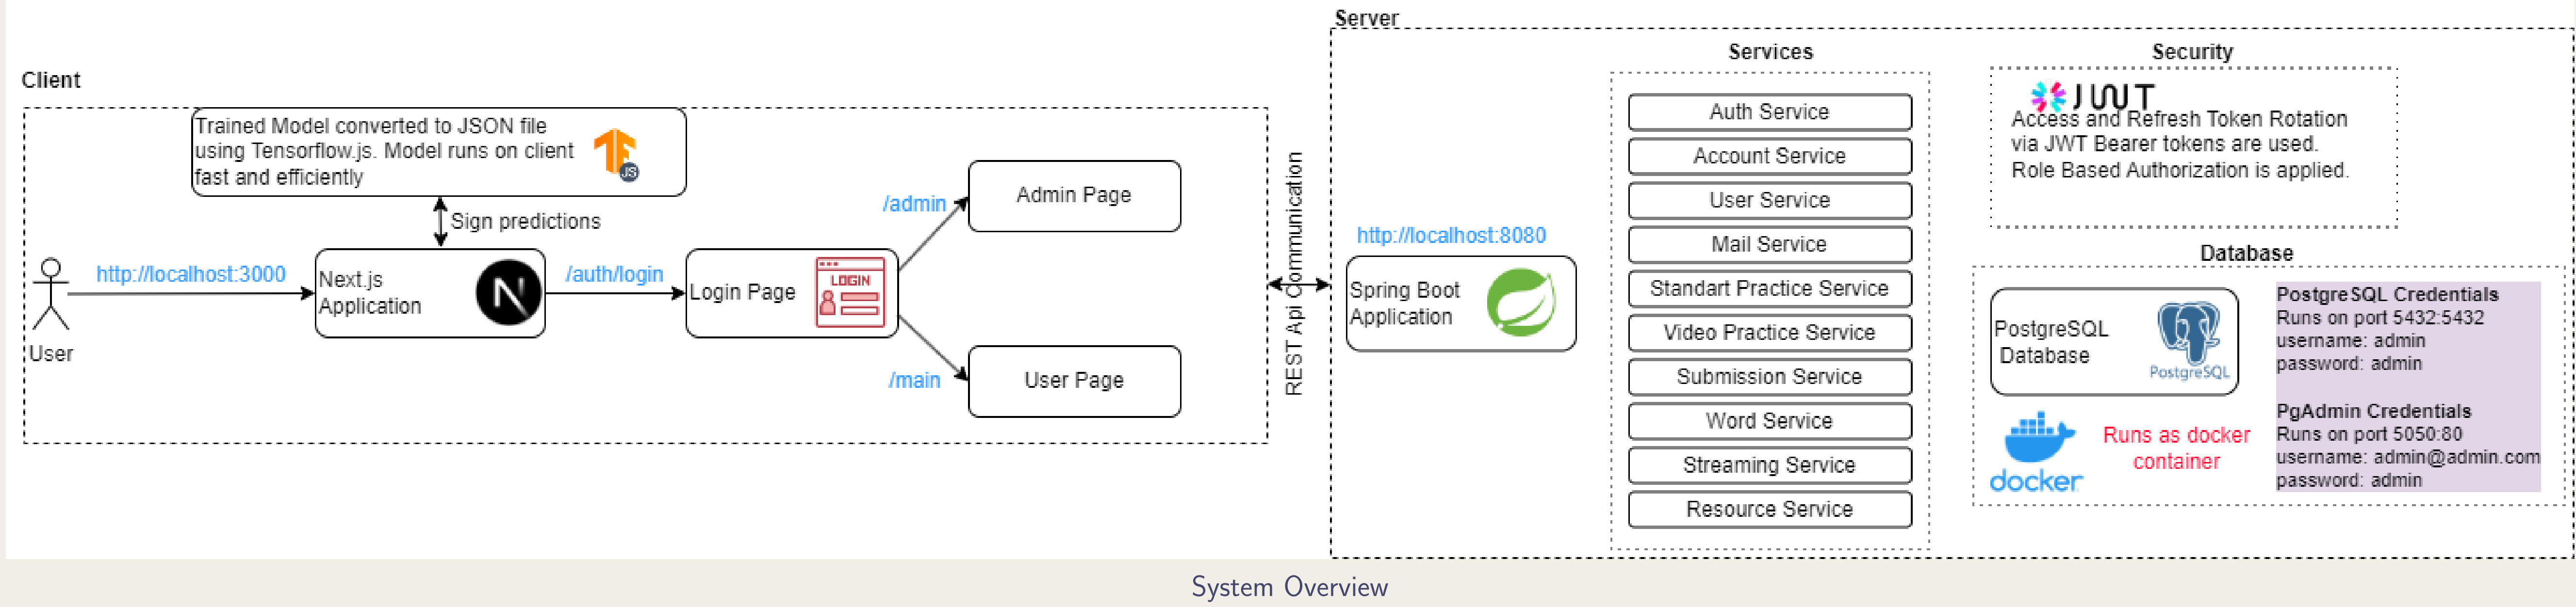 Client
Trained Model converted to JSON file
using Tensorflow.js. Model runs on client
fast and efficiently
JS
Sign predictions
http://localhost:3000
User
Next.js
Application
N
/auth/login
Login Page
LOGIN
/admin
Admin Page
/main
User Page
REST Api Communication
Server
http://localhost:8080
Spring Boot
Application
Services
Auth Service
Account Service
User Service
Mail Service
Standart Practice Service
Video Practice Service
Submission Service
Word Service
Streaming Service
Resource Service
Security
JWT
Access and Refresh Token Rotation
via JWT Bearer tokens are used.
Role Based Authorization is applied.
Database
PostgreSQL
Database
PostgreSQL
docker
Runs as docker
container
PostgreSQL Credentials
Runs on port 5432:5432
username: admin
password: admin
PgAdmin Credentials
Runs on port 5050:80
username: admin@admin.com
password: admin
System Overview